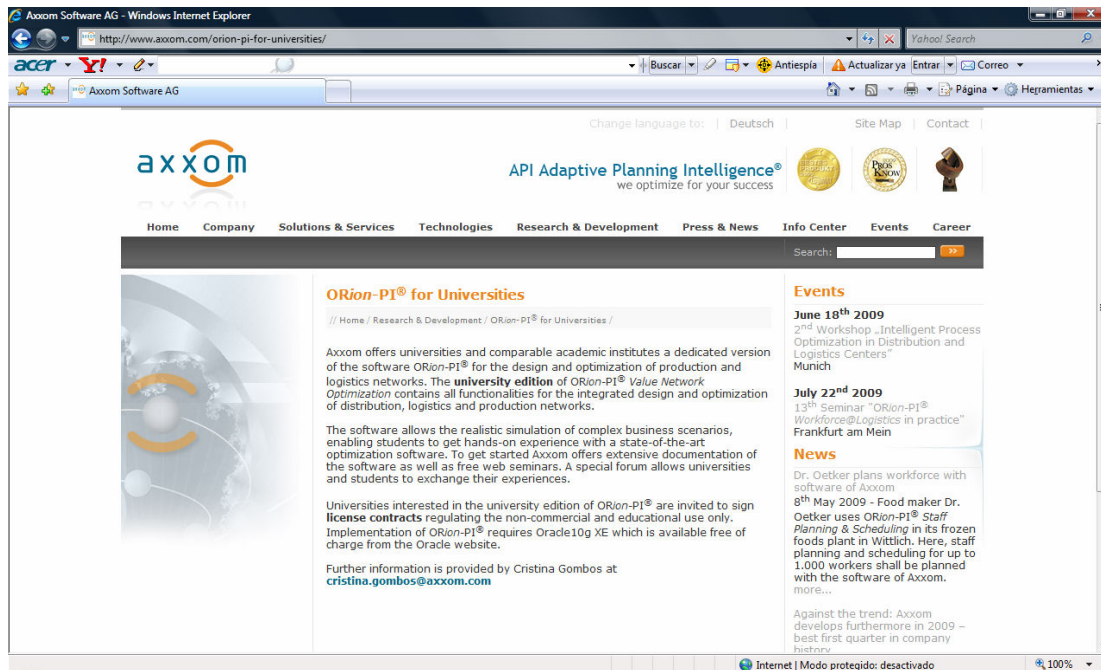 Axxom Software AG - Windows Internet Explorer
http://www.axxom.com/orion-pi-for-universities/
Yahoo! Search
acer Y! Buscar Antiespía Actualizar ya Entrar Correo
Axxom Software AG
Página Herramientas
Change language to: | Deutsch | Site Map | Contact |
axxom
API Adaptive Planning Intelligence®
we optimize for your success
PROS
KNOW
Home Company Solutions & Services Technologies Research & Development Press & News Info Center Events Career
Search: >>
ORion-PI® for Universities
// Home / Research & Development / ORion-PI® for Universities /
Axxom offers universities and comparable academic institutes a dedicated version
of the software ORion-PI® for the design and optimization of production and
logistics networks. The university edition of ORion-PI® Value Network
Optimization contains all functionalities for the integrated design and optimization
of distribution, logistics and production networks.
The software allows the realistic simulation of complex business scenarios,
enabling students to get hands-on experience with a state-of-the-art
optimization software. To get started Axxom offers extensive documentation of
the software as well as free web seminars. A special forum allows universities
and students to exchange their experiences.
Universities interested in the university edition of ORion-PI® are invited to sign
license contracts regulating the non-commercial and educational use only.
Implementation of ORion-PI® requires Oracle10g XE which is available free of
charge from the Oracle website.
Further information is provided by Cristina Gombos at
cristina.gombos@axxom.com
Events
June 18th 2009
2nd Workshop „Intelligent Process
Optimization in Distribution and
Logistics Centers"
Munich
July 22nd 2009
13th Seminar "ORion-PI®
Workforce@Logistics in practice"
Frankfurt am Mein
News
Dr. Oetker plans workforce with
software of Axxom
8th May 2009 - Food maker Dr.
Oetker uses ORion-PI® Staff
Planning & Scheduling in its frozen
foods plant in Wittlich. Here, staff
planning and scheduling for up to
1.000 workers shall be planned
with the software of Axxom.
more...
Against the trend: Axxom
develops furthermore in 2009 –
best first quarter in company
history
Internet | Modo protegido: desactivado 100%